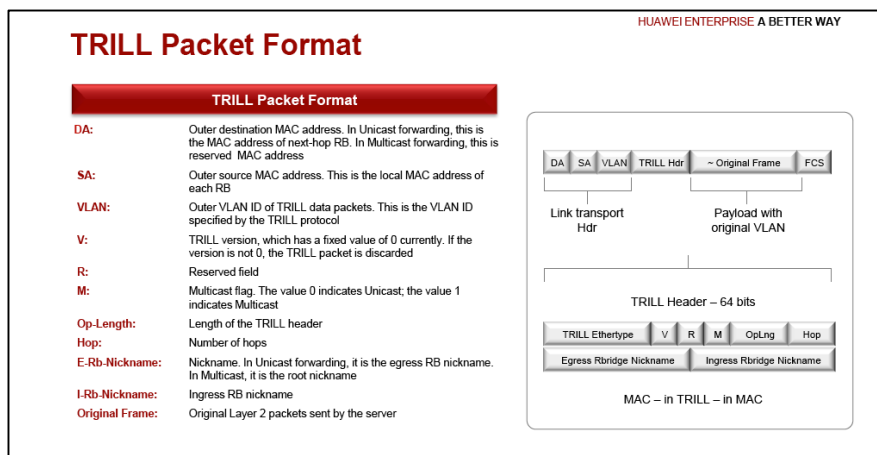 HUAWEI ENTERPRISE A BETTER WAY
TRILL Packet Format
TRILL Packet Format
DA: Outer destination MAC address. In Unicast forwarding, this is
the MAC address of next-hop RB. In Multicast forwarding, this is
reserved MAC address
SA: Outer source MAC address. This is the local MAC address of
each RB
VLAN: Outer VLAN ID of TRILL data packets. This is the VLAN ID
specified by the TRILL protocol
V: TRILL version, which has a fixed value of 0 currently. If the
version is not 0, the TRILL packet is discarded
R: Reserved field
M: Multicast flag. The value 0 indicates Unicast; the value 1
indicates Multicast
Op-Length: Length of the TRILL header
Hop: Number of hops
E-Rb-Nickname: Nickname. In Unicast forwarding, it is the egress RB nickname.
In Multicast, it is the root nickname
I-Rb-Nickname: Ingress RB nickname
Original Frame: Original Layer 2 packets sent by the server
DA SA VLAN TRILL Hdr ~ Original Frame FCS
Link transport
Hdr
Payload with
original VLAN
TRILL Header – 64 bits
TRILL Ethertype V R M OpLng Hop
Egress Rbridge Nickname Ingress Rbridge Nickname
MAC – in TRILL – in MAC